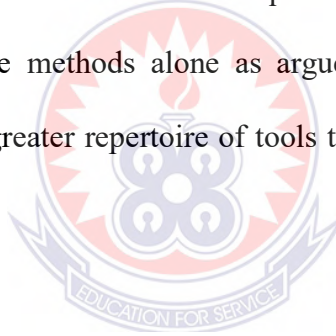 e methods alone as argue
greater repertoire of tools t
EDUCATION FOR SERVICE